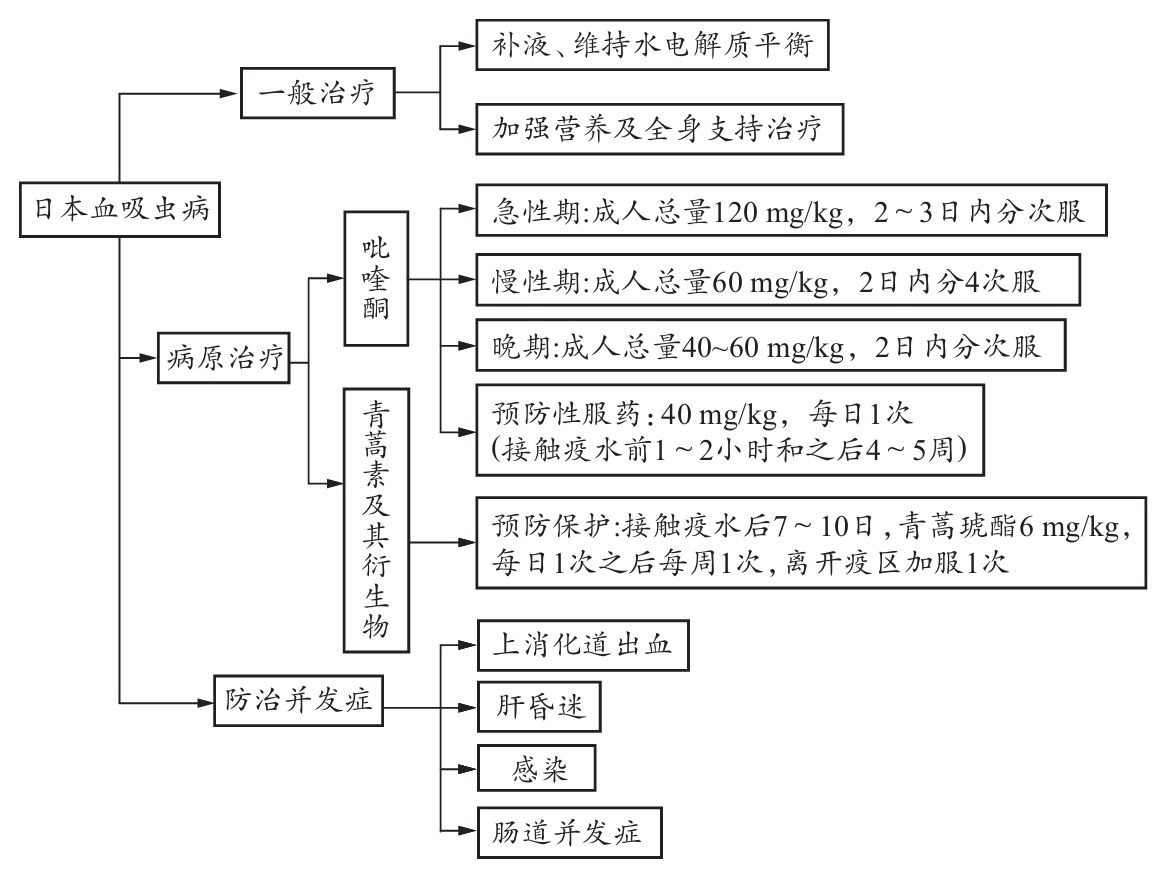 日本血吸虫病
一般治疗
补液、维持水电解质平衡
加强营养及全身支持治疗
病原治疗
吡喹酮
急性期:成人总量120 mg/kg，2～3日内分次服
慢性期:成人总量60 mg/kg，2日内分4次服
晚期:成人总量40~60 mg/kg，2日内分次服
预防性服药：40 mg/kg，每日1次
(接触疫水前1～2小时和之后4～5周)
青蒿素及其衍生物
预防保护:接触疫水后7～10日,青蒿琥酯6 mg/kg，
每日1次之后每周1次,离开疫区加服1次
防治并发症
上消化道出血
肝昏迷
感染
肠道并发症